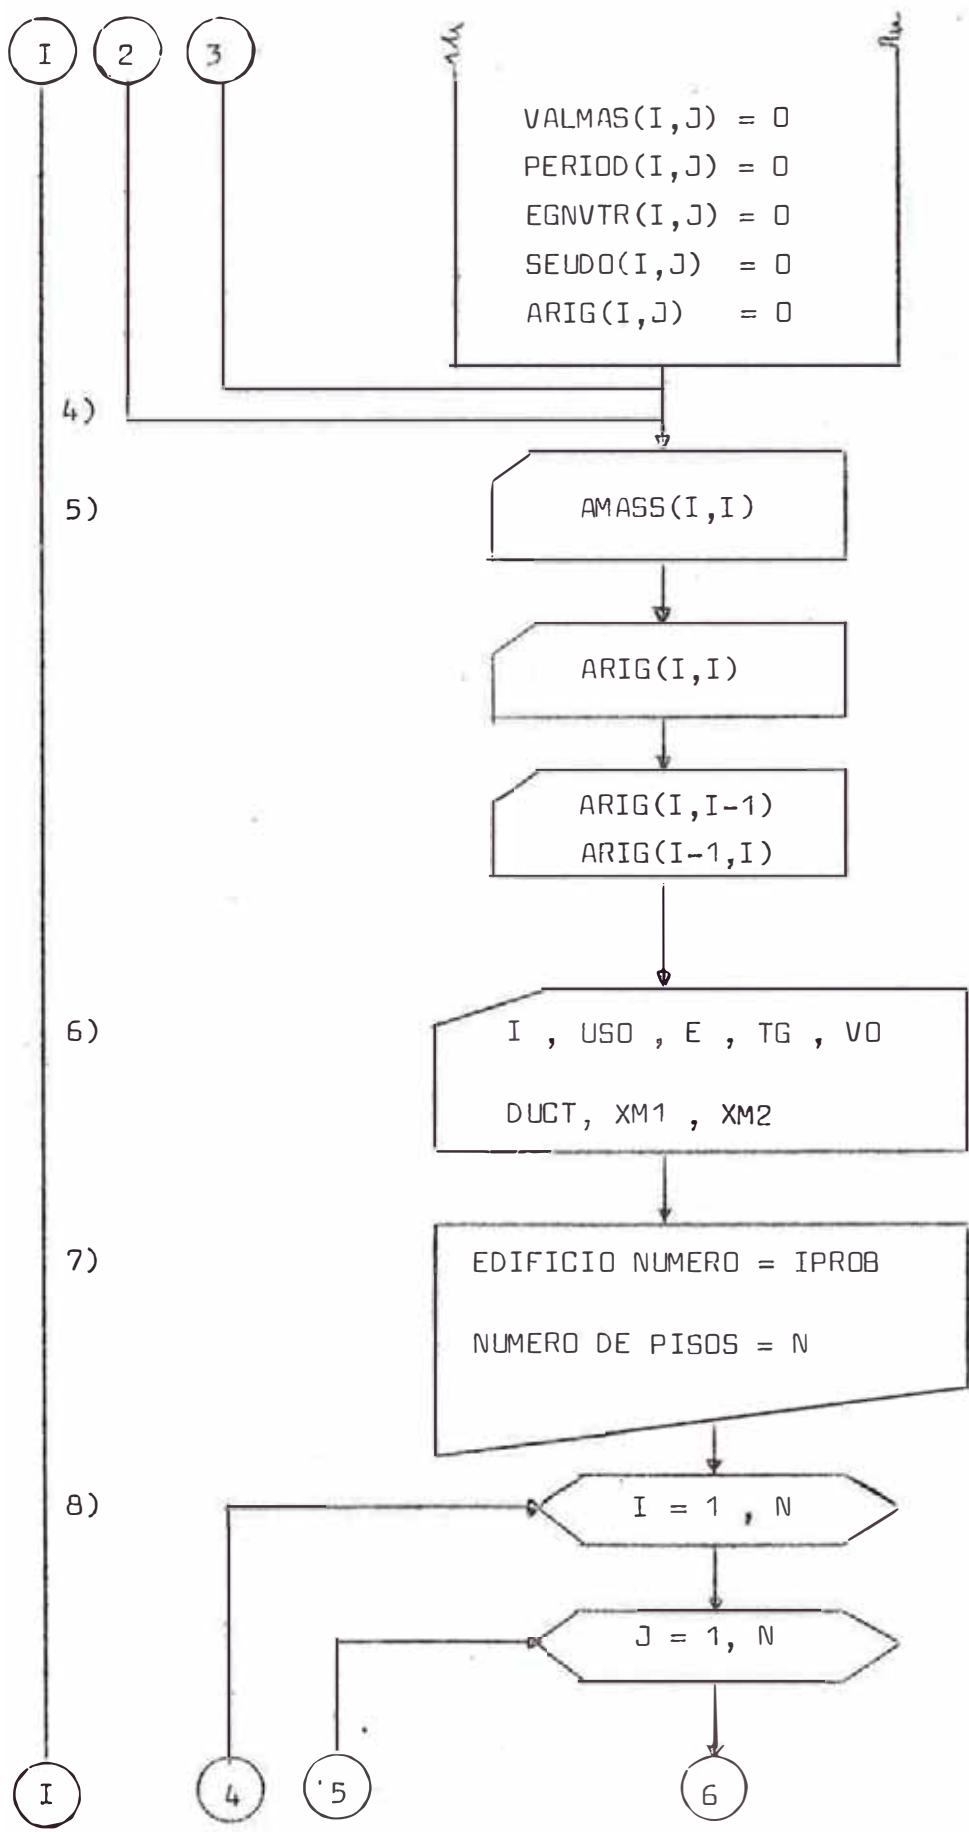 I 2 3
VALMAS(I,J) = 0
PERIOD(I,J) = 0
EGNVTR(I,J) = 0
SEUDO(I,J) = 0
ARIG(I,J) = 0
4)
5) AMASS(I,I)
ARIG(I,I)
ARIG(I,I-1)
ARIG(I-1,I)
6) I , USO , E , TG , VO
DUCT, XM1 , XM2
7) EDIFICIO NUMERO = IPROB
NUMERO DE PISOS = N
8) I = 1 , N
J = 1, N
I 4 5 6